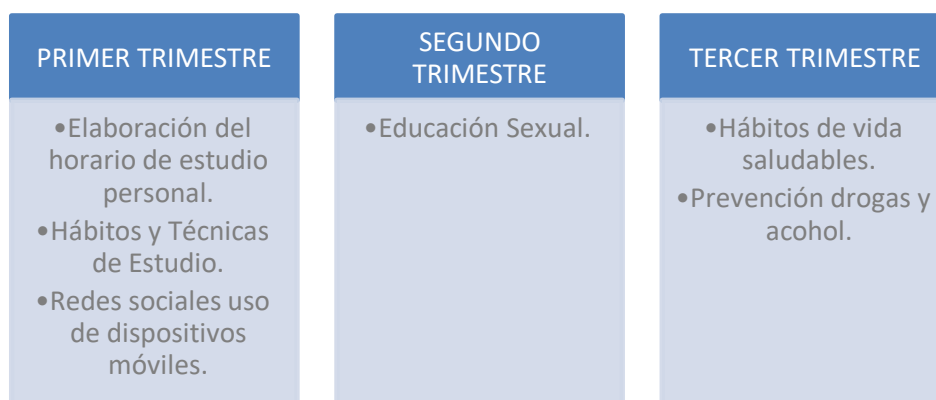 PRIMER TRIMESTRE
•Elaboración del
horario de estudio
personal.
•Hábitos y Técnicas
de Estudio.
•Redes sociales uso
de dispositivos
móviles.
SEGUNDO
TRIMESTRE
•Educación Sexual.
TERCER TRIMESTRE
•Hábitos de vida
saludables.
•Prevención drogas y
acohol.